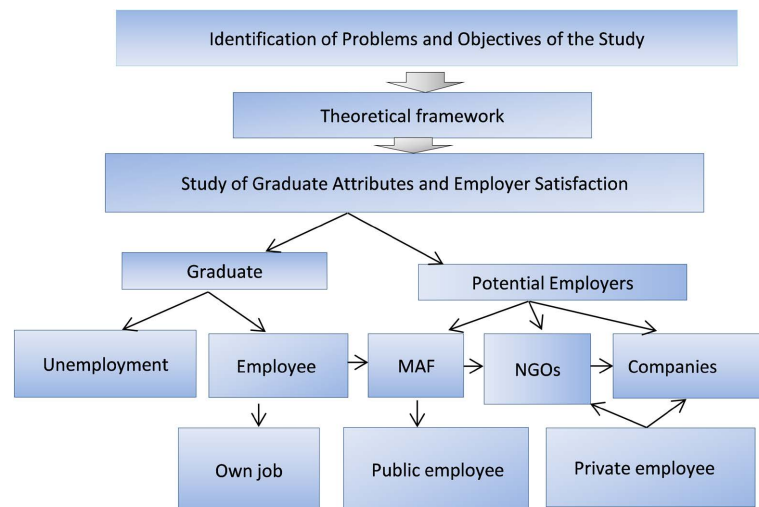 Identification of Problems and Objectives of the Study
Theoretical framework
Study of Graduate Attributes and Employer Satisfaction
Graduate
Potential Employers
Unemployment
Employee
MAF
NGOs
Companies
Own job
Public employee
Private employee